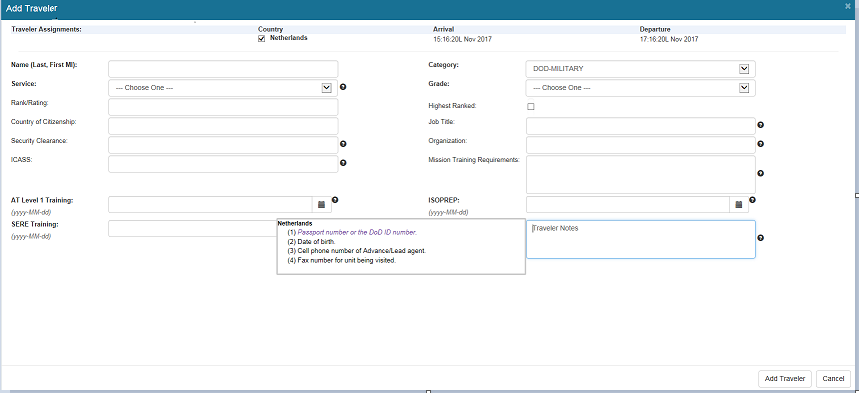 Add Traveler
Traveler Assignments: Country Arrival Departure
Netherlands 15:16:20L Nov 2017 17:16:20L Nov 2017
Name (Last, First MI): Category: DOD-MILITARY
Service: --- Choose One --- Grade: --- Choose One ---
Rank/Rating: Highest Ranked:
Country of Citizenship: Job Title:
Security Clearance: Organization:
ICASS: Mission Training Requirements:
AT Level 1 Training: ISOPREP:
(yyyy-MM-dd) (yyyy-MM-dd)
SERE Training: Netherlands Traveler Notes
(yyyy-MM-dd) (1) Passport number or the DoD ID number.
(2) Date of birth.
(3) Cell phone number of Advance/Lead agent.
(4) Fax number for unit being visited.
Add Traveler Cancel